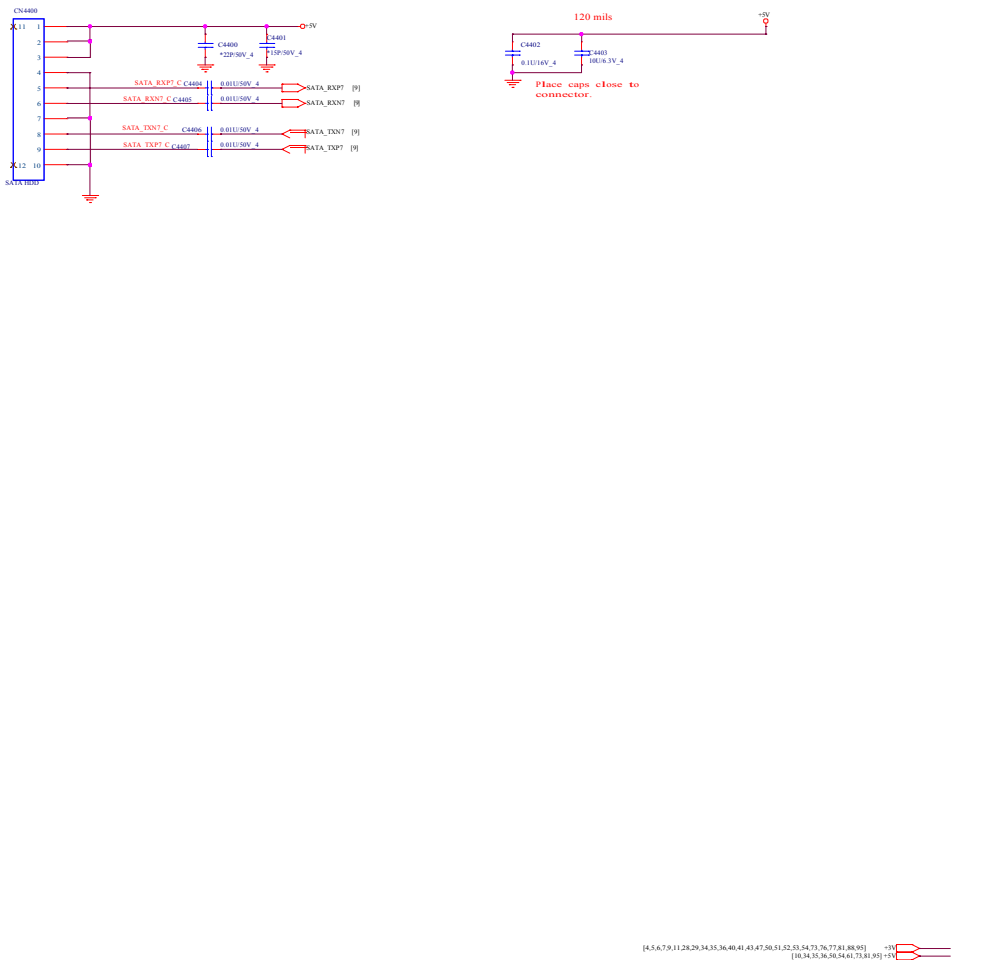 CN4400
11 1
2
3
4
5
6
7
8
9
12 10
SATA HDD
+5V
C4400
*22P/50V_4
C4401
*15P/50V_4
SATA_RXP7_C C4404 0.01U/50V_4 SATA_RXP7 [9]
SATA_RXN7_C C4405 0.01U/50V_4 SATA_RXN7 [9]
SATA_TXN7_C C4406 0.01U/50V_4 SATA_TXN7 [9]
SATA_TXP7_C C4407 0.01U/50V_4 SATA_TXP7 [9]
120 mils
+5V
C4402
0.1U/16V_4
C4403
10U/6.3V_4
Place caps close to
connector.
[4,5,6,7,9,11,28,29,34,35,36,40,41,43,47,50,51,52,53,54,73,76,77,81,88,95] +3V
[10,34,35,36,50,54,61,73,81,95] +5V